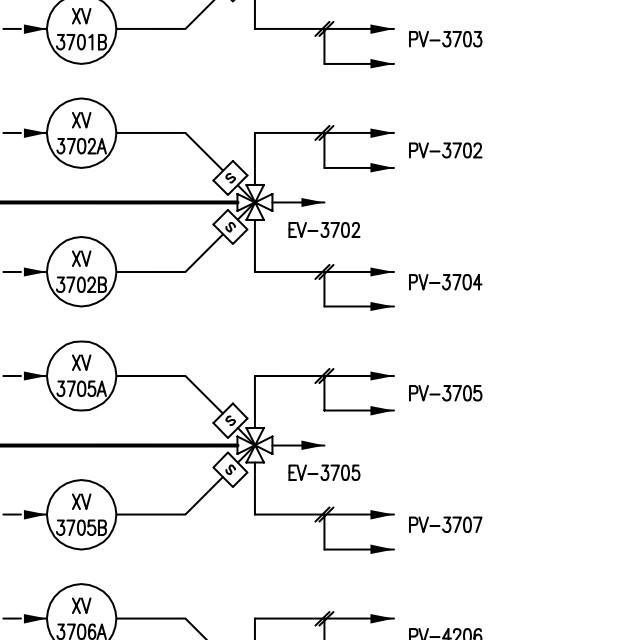 XV
3701B
PV-3703
XV
3702A
PV-3702
S
EV-3702
S
XV
3702B
PV-3704
XV
3705A
PV-3705
S
EV-3705
S
XV
3705B
PV-3707
XV
3706A
PV-4206